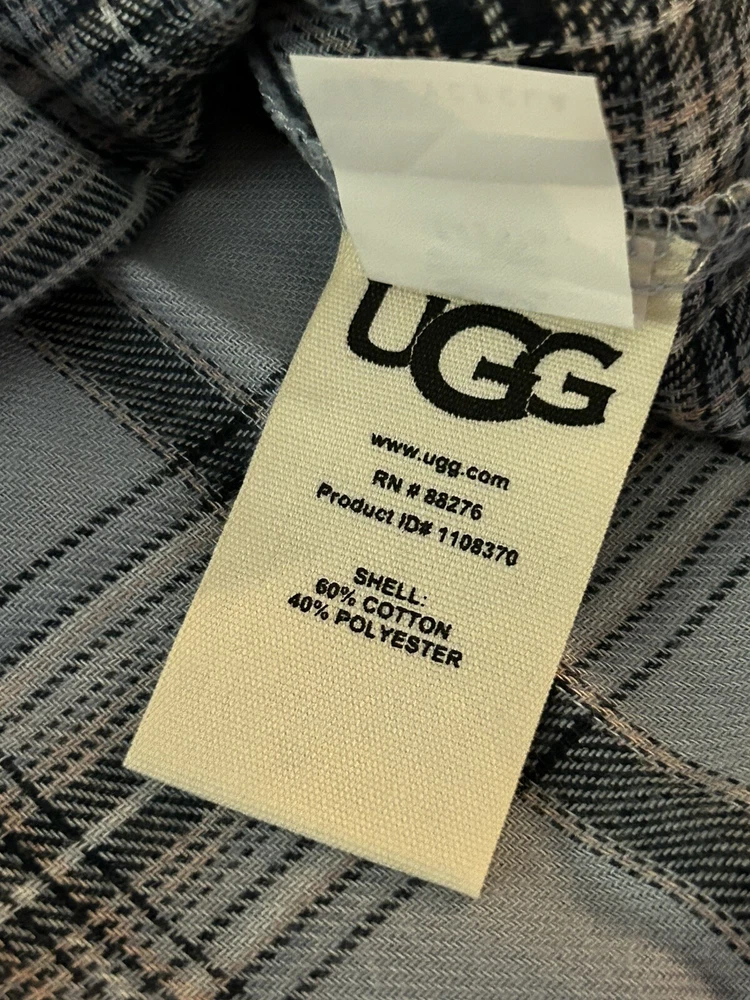 UGG
www.ugg.com
RN # 88276
Product ID# 1108370
SHELL:
60% COTTON
40% POLYESTER